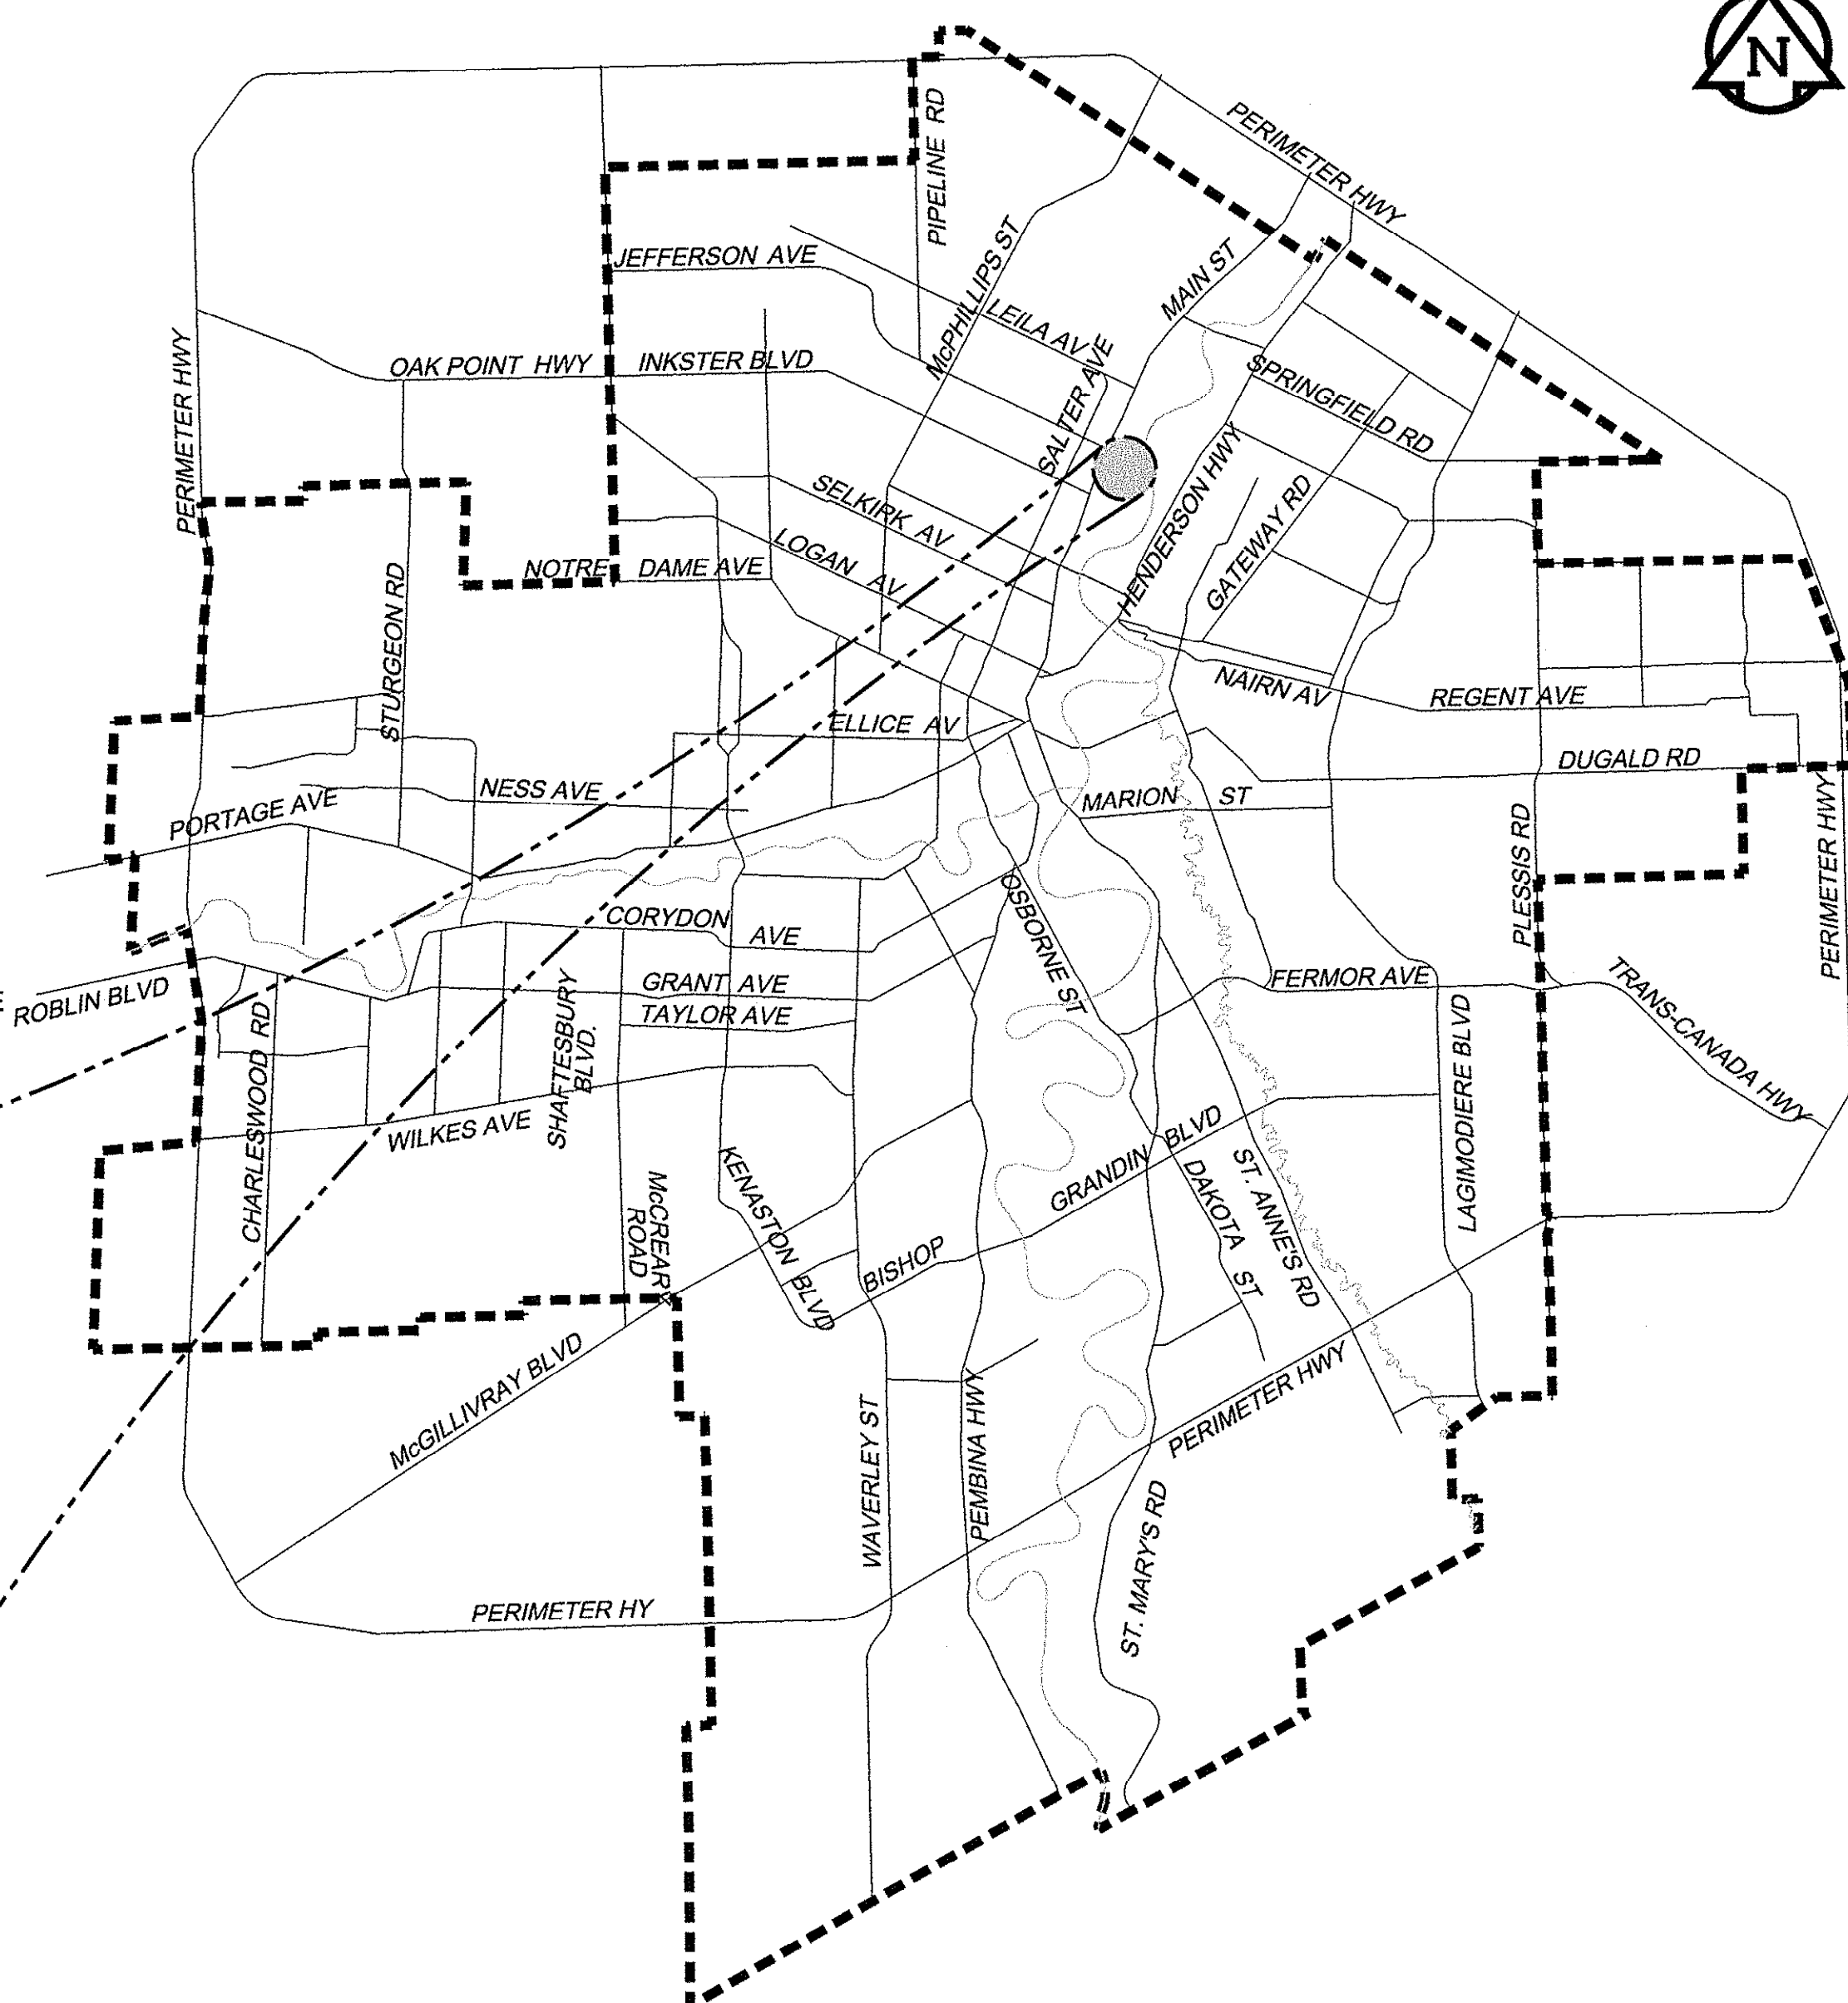 N
PERIMETER HWY
PIPELINE RD
McPHILLIPS ST
MAIN ST
JEFFERSON AVE
LEILA AV
SALTER AVE
PERIMETER HWY
OAK POINT HWY
INKSTER BLVD
SPRINGFIELD RD
HENDERSON HWY
GATEWAY RD
SELKIRK AV
LOGAN AV
NOTRE DAME AVE
STURGEON RD
NAIRN AV
REGENT AVE
ELLICE AV
DUGALD RD
NESS AVE
PORTAGE AVE
MARION ST
PLESSIS RD
PERIMETER HWY
OSBORNE ST
CORYDON AVE
GRANT AVE
TAYLOR AVE
ROBLIN BLVD
FERMOR AVE
TRANS-CANADA HWY
CHARLESWOOD RD
SHAFTESBURY
BLVD.
LAGIMODIERE BLVD
WILKES AVE
KENASTON BLVD
McCREARY
ROAD
BISHOP GRANDIN BLVD
DAKOTA ST
ST. ANNE'S RD
McGILLIVRAY BLVD
WAVERLEY ST
PEMBINA HWY
PERIMETER HWY
ST. MARY'S RD
PERIMETER HY